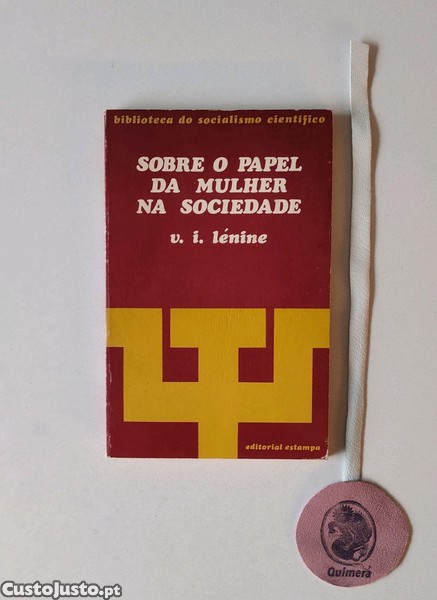 biblioteca do socialismo científico
SOBRE O PAPEL
DA MULHER
NA SOCIEDADE
v. i. lénine
editorial estampa
Quimera
CustoJusto.pt